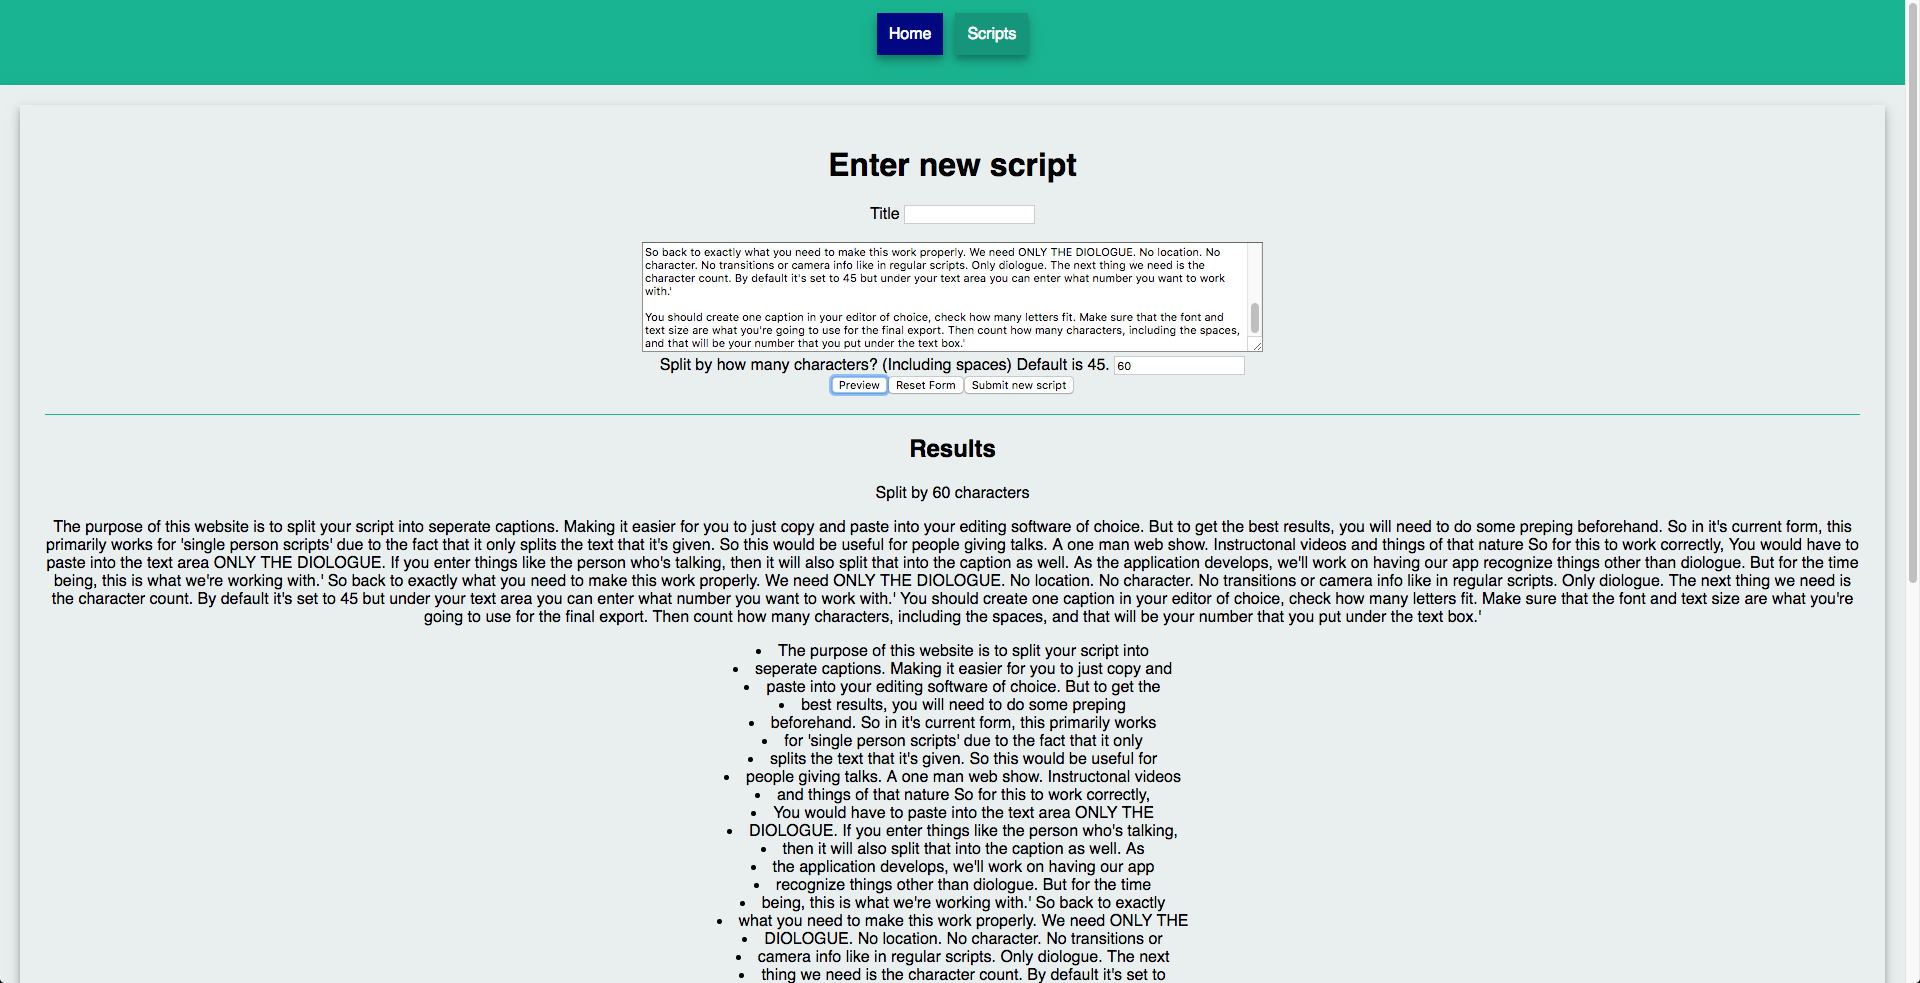 Home Scripts
Enter new script
Title
So back to exactly what you need to make this work properly. We need ONLY THE DIOLOGUE. No location. No
character. No transitions or camera info like in regular scripts. Only diologue. The next thing we need is the
character count. By default it's set to 45 but under your text area you can enter what number you want to work
with.'
You should create one caption in your editor of choice, check how many letters fit. Make sure that the font and
text size are what you're going to use for the final export. Then count how many characters, including the spaces,
and that will be your number that you put under the text box.'
Split by how many characters? (Including spaces) Default is 45. 60
Preview Reset Form Submit new script
Results
Split by 60 characters
The purpose of this website is to split your script into seperate captions. Making it easier for you to just copy and paste into your editing software of choice. But to get the best results, you will need to do some preping beforehand. So in it's current form, this
primarily works for 'single person scripts' due to the fact that it only splits the text that it's given. So this would be useful for people giving talks. A one man web show. Instructonal videos and things of that nature So for this to work correctly, You would have to
paste into the text area ONLY THE DIOLOGUE. If you enter things like the person who's talking, then it will also split that into the caption as well. As the application develops, we'll work on having our app recognize things other than diologue. But for the time
being, this is what we're working with.' So back to exactly what you need to make this work properly. We need ONLY THE DIOLOGUE. No location. No character. No transitions or camera info like in regular scripts. Only diologue. The next thing we need is
the character count. By default it's set to 45 but under your text area you can enter what number you want to work with.' You should create one caption in your editor of choice, check how many letters fit. Make sure that the font and text size are what you're
going to use for the final export. Then count how many characters, including the spaces, and that will be your number that you put under the text box.'
• The purpose of this website is to split your script into
• seperate captions. Making it easier for you to just copy and
• paste into your editing software of choice. But to get the
• best results, you will need to do some preping
• beforehand. So in it's current form, this primarily works
• for 'single person scripts' due to the fact that it only
• splits the text that it's given. So this would be useful for
• people giving talks. A one man web show. Instructonal videos
• and things of that nature So for this to work correctly,
• You would have to paste into the text area ONLY THE
• DIOLOGUE. If you enter things like the person who's talking,
• then it will also split that into the caption as well. As
• the application develops, we'll work on having our app
• recognize things other than diologue. But for the time
• being, this is what we're working with.' So back to exactly
• what you need to make this work properly. We need ONLY THE
• DIOLOGUE. No location. No character. No transitions or
• camera info like in regular scripts. Only diologue. The next
• thing we need is the character count. By default it's set to